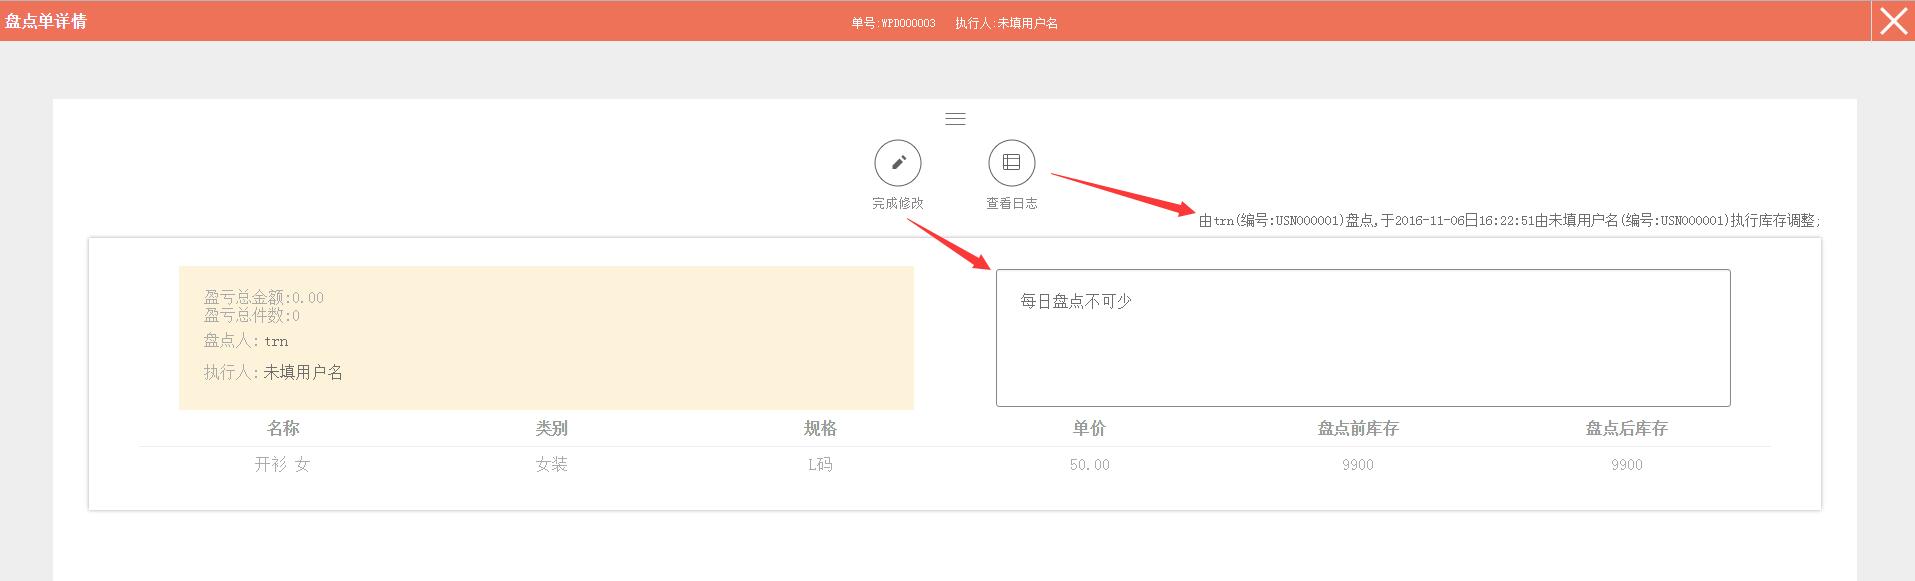 盘点单详情
单号:WPD000003 执行人:未填用户名
完成修改 查看日志
由trn(编号:USN000001)盘点,于2016-11-06日16:22:51由未填用户名(编号:USN000001)执行库存调整;
盈亏总金额:0.00
盈亏总件数:0
盘点人: trn
执行人: 未填用户名
每日盘点不可少
名称 类别 规格 单价 盘点前库存 盘点后库存
开衫 女 女装 L码 50.00 9900 9900